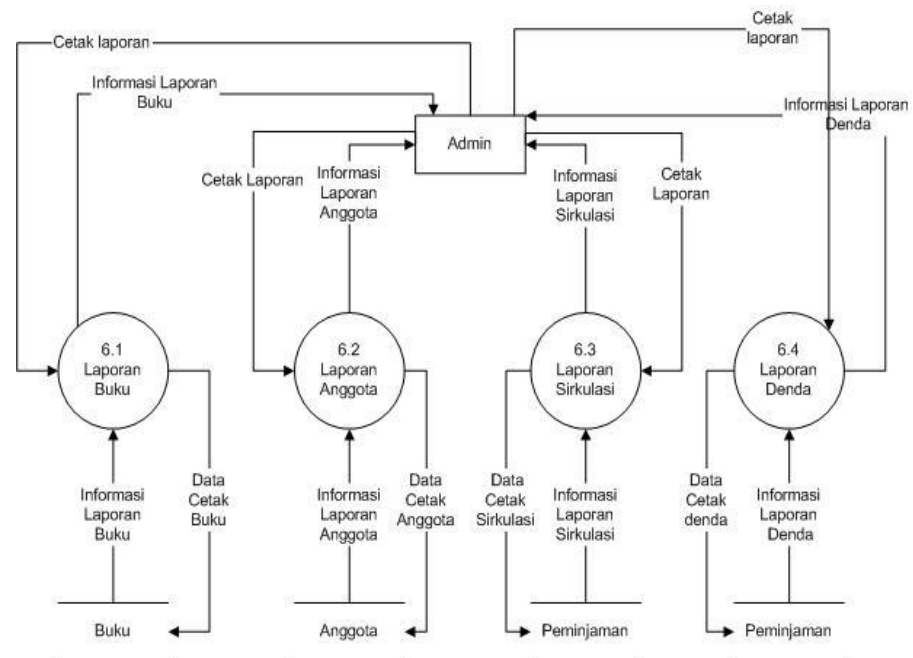 Cetak laporan
Cetak
laporan
Informasi Laporan
Buku
Informasi Laporan
Denda
Admin
Cetak Laporan
Informasi
Laporan
Anggota
Informasi
Laporan
Sirkulasi
Cetak
Laporan
6.1
Laporan
Buku
6.2
Laporan
Anggota
6.3
Laporan
Sirkulasi
6.4
Laporan
Denda
Informasi
Laporan
Buku
Data
Cetak
Buku
Informasi
Laporan
Anggota
Data
Cetak
Anggota
Data
Cetak
Sirkulasi
Informasi
Laporan
Sirkulasi
Data
Cetak
denda
Informasi
Laporan
Denda
Buku
Anggota
Peminjaman
Peminjaman